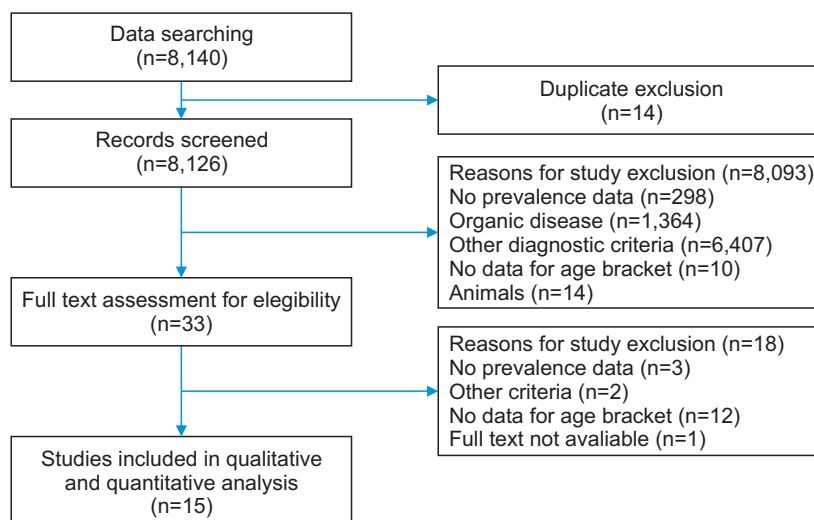 Data searching
(n=8,140)
Duplicate exclusion
(n=14)
Records screened
(n=8,126)
Reasons for study exclusion (n=8,093)
No prevalence data (n=298)
Organic disease (n=1,364)
Other diagnostic criteria (n=6,407)
No data for age bracket (n=10)
Animals (n=14)
Full text assessment for elegibility
(n=33)
Reasons for study exclusion (n=18)
No prevalence data (n=3)
Other criteria (n=2)
No data for age bracket (n=12)
Full text not avaliable (n=1)
Studies included in qualitative
and quantitative analysis
(n=15)